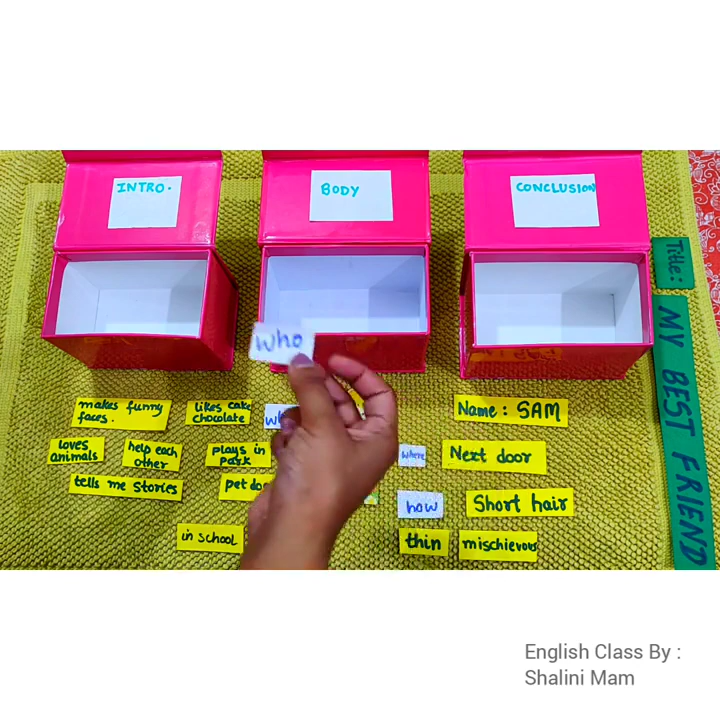 INTRO.
BODY
CONCLUSION
Title:
MY BEST FRIEND
who
makes funny
faces.
likes cake
chocolate
Name: SAM
loves
animals
help each
other
plays in
park
where
Next door
tells me stories
how
Short hair
in school
thin
mischievous
English Class By :
Shalini Mam